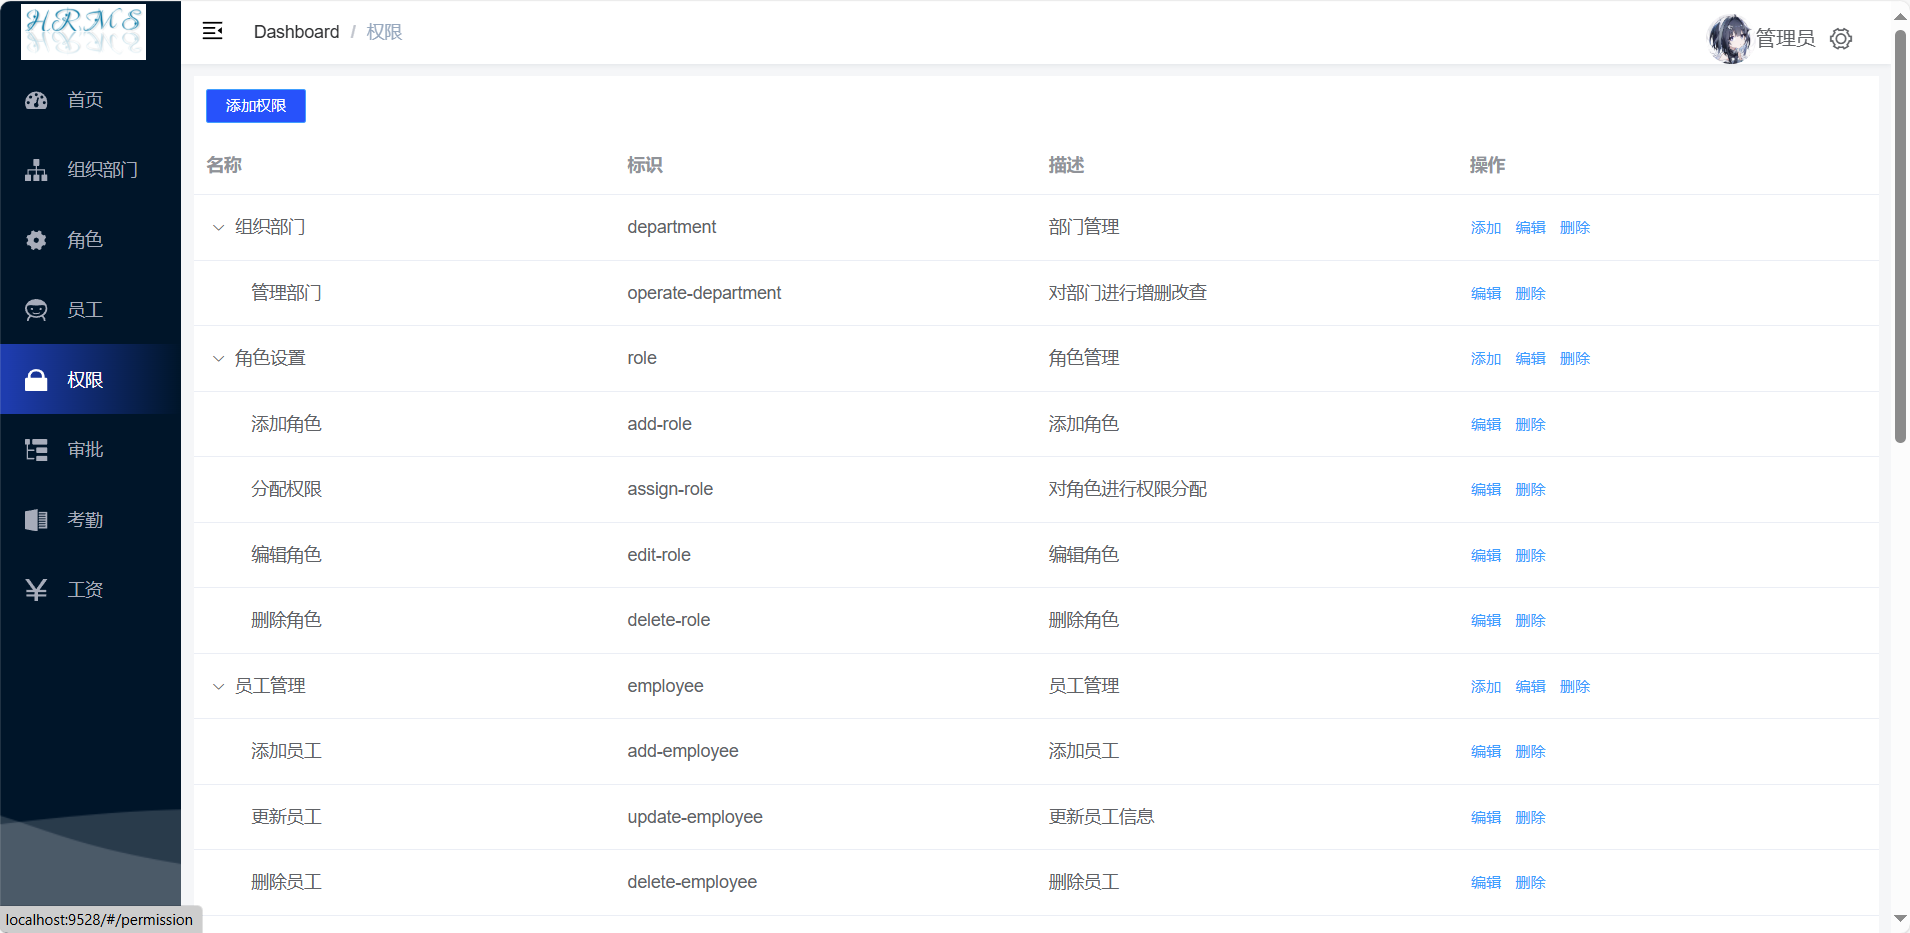 HRMS
Dashboard / 权限
管理员
首页
组织部门
角色
员工
权限
审批
考勤
工资
添加权限
名称 标识 描述 操作
组织部门 department 部门管理 添加 编辑 删除
管理部门 operate-department 对部门进行增删改查 编辑 删除
角色设置 role 角色管理 添加 编辑 删除
添加角色 add-role 添加角色 编辑 删除
分配权限 assign-role 对角色进行权限分配 编辑 删除
编辑角色 edit-role 编辑角色 编辑 删除
删除角色 delete-role 删除角色 编辑 删除
员工管理 employee 员工管理 添加 编辑 删除
添加员工 add-employee 添加员工 编辑 删除
更新员工 update-employee 更新员工信息 编辑 删除
删除员工 delete-employee 删除员工 编辑 删除
localhost:9528/#/permission